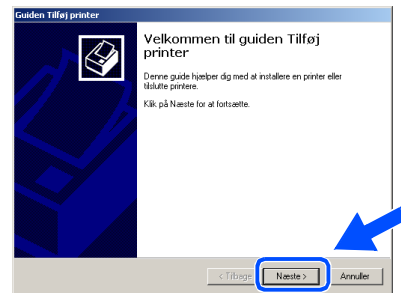 Guiden Tilføj printer
Velkommen til guiden Tilføj
printer
Denne guide hjælper dig med at installere en printer eller
tilslutte printere.
Klik på Næste for at fortsætte.
< Tilbage
Næste >
Annuller